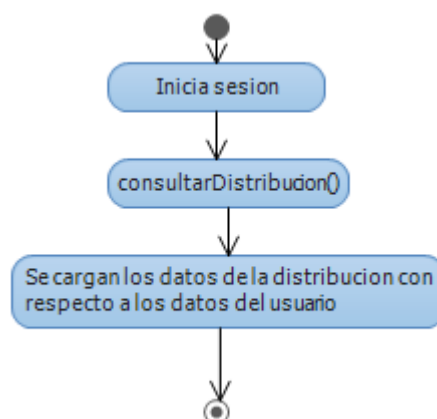 Inicia sesion
consultarDistribucion()
Se cargan los datos de la distribucion con
respecto a los datos del usuario